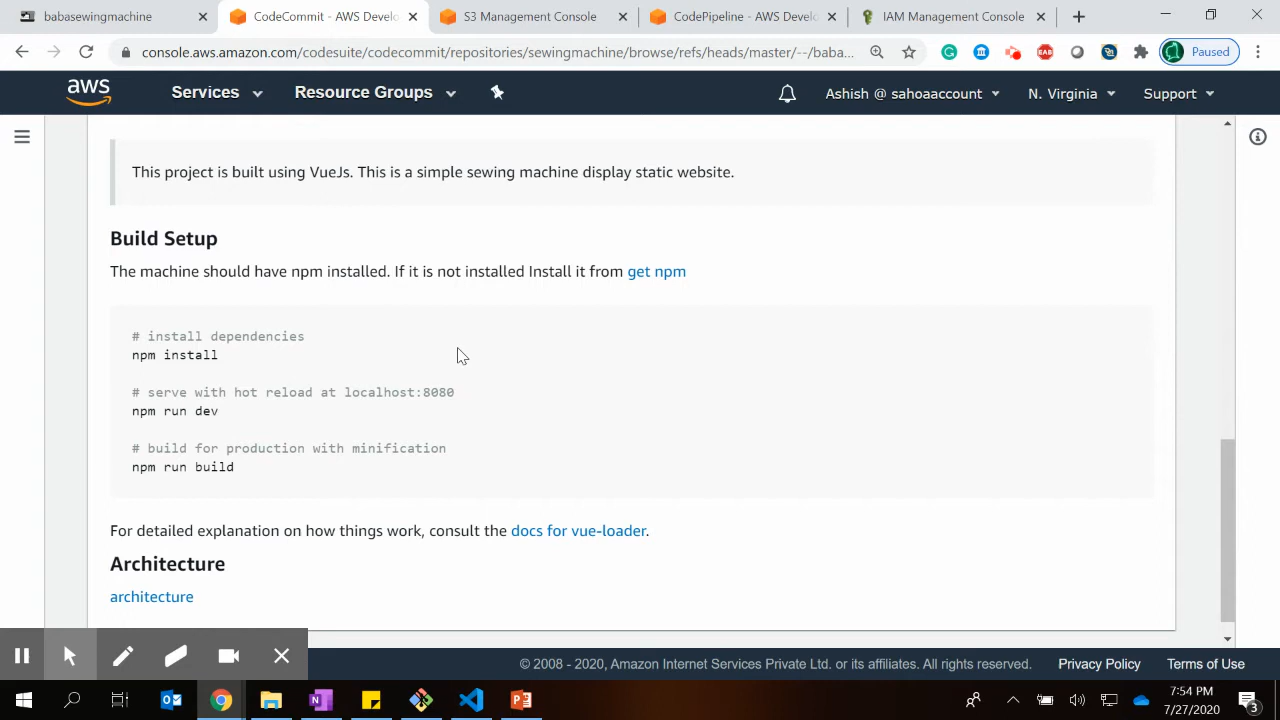 babasewingmachine
CodeCommit - AWS Develo
S3 Management Console
CodePipeline - AWS Develo
IAM Management Console
console.aws.amazon.com/codesuite/codecommit/repositories/sewingmachine/browse/refs/heads/master/--/baba...
EAB
Paused
aws
Services
Resource Groups
Ashish @ sahoaaccount
N. Virginia
Support
This project is built using VueJs. This is a simple sewing machine display static website.
Build Setup
The machine should have npm installed. If it is not installed Install it from get npm
# install dependencies
npm install
# serve with hot reload at localhost:8080
npm run dev
# build for production with minification
npm run build
For detailed explanation on how things work, consult the docs for vue-loader.
Architecture
architecture
© 2008 - 2020, Amazon Internet Services Private Ltd. or its affiliates. All rights reserved.
Privacy Policy
Terms of Use
7:54 PM
7/27/2020
3